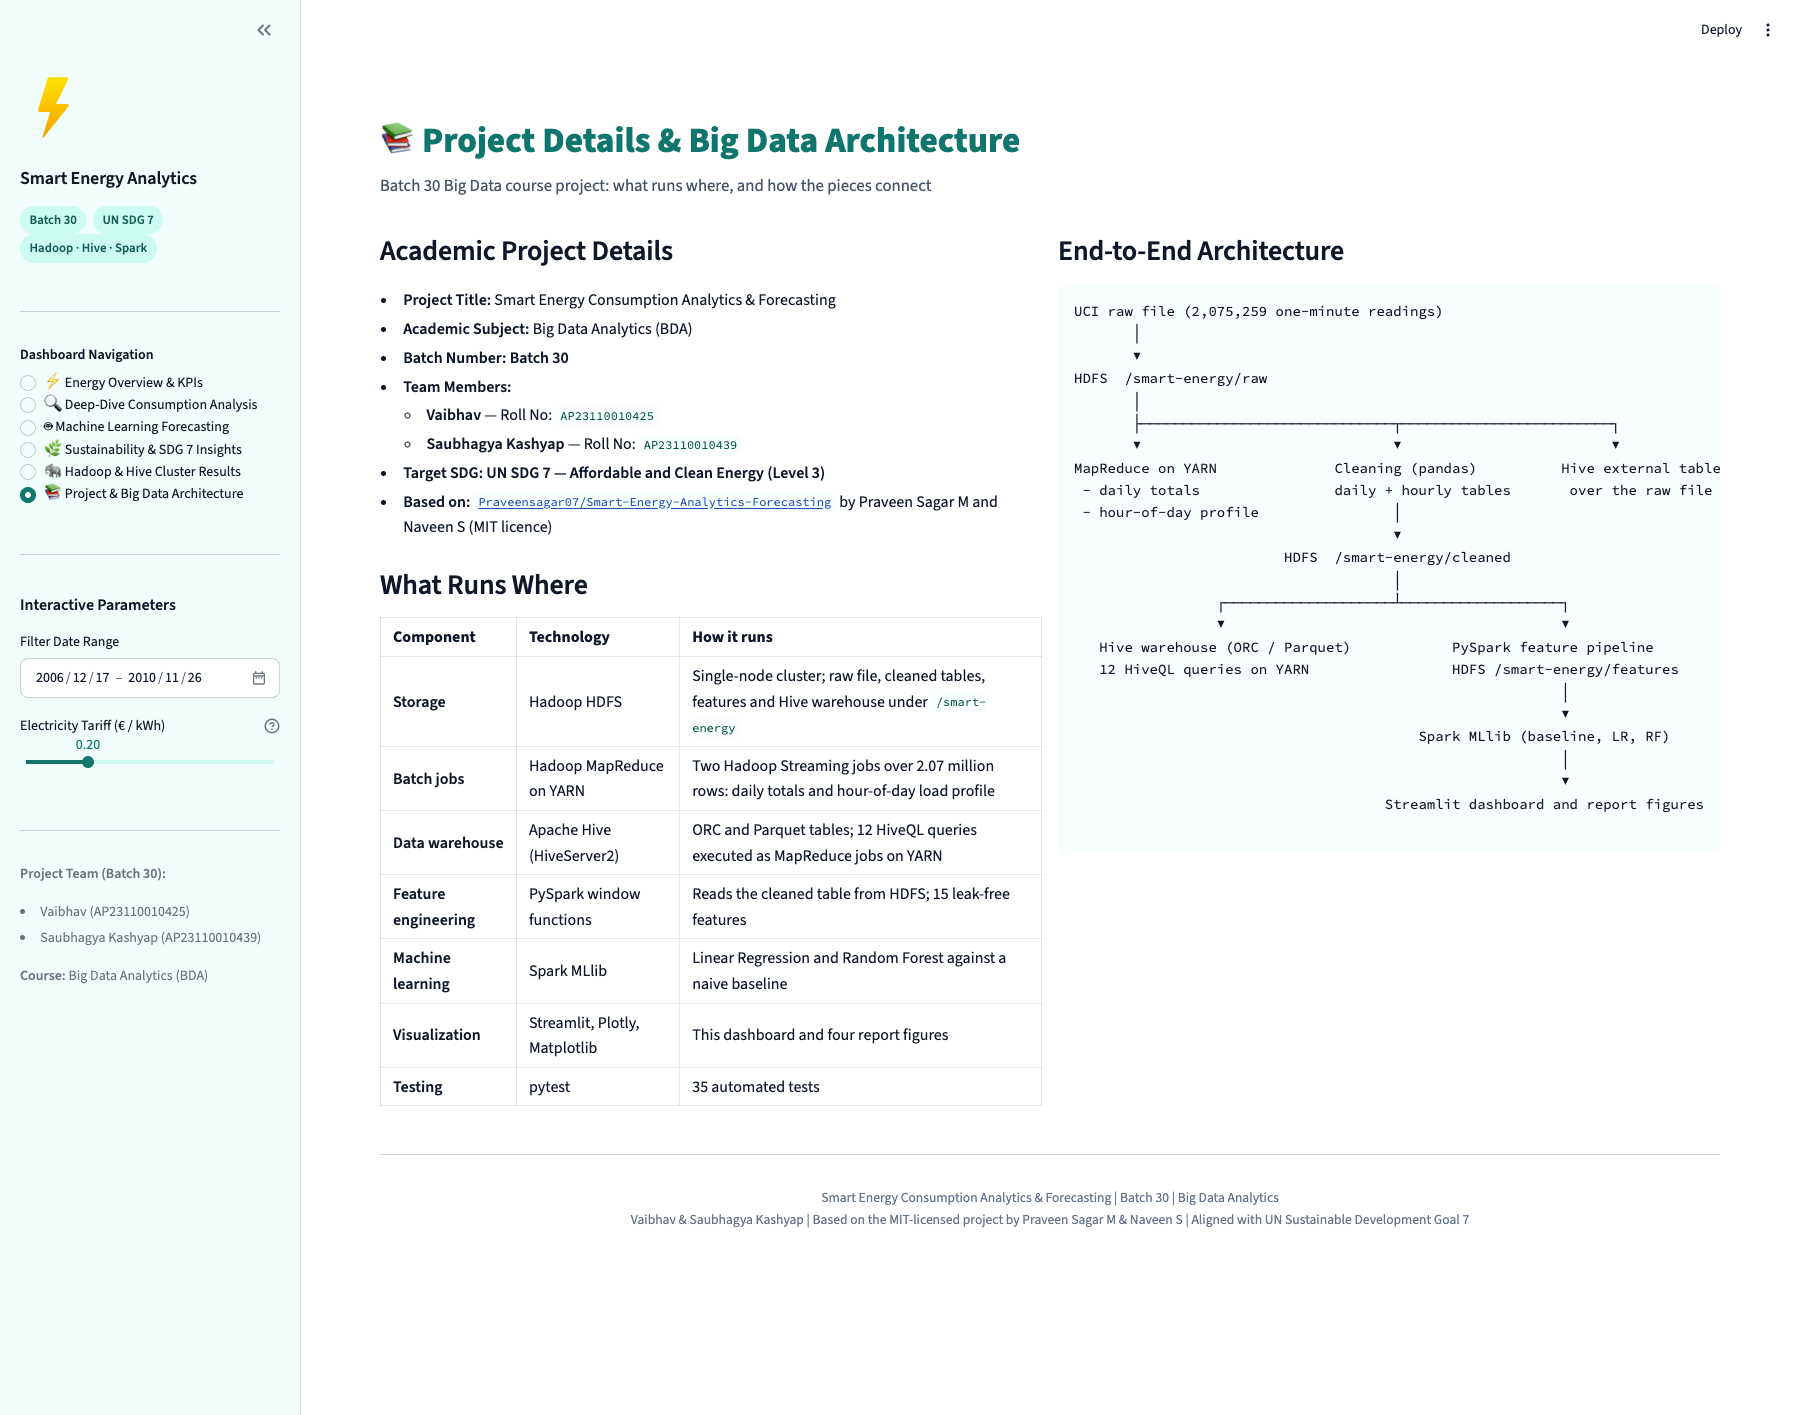 Deploy
Smart Energy Analytics
Batch 30
UN SDG 7
Hadoop · Hive · Spark
Dashboard Navigation
⚡ Energy Overview & KPIs
🔍 Deep-Dive Consumption Analysis
Machine Learning Forecasting
🌿 Sustainability & SDG 7 Insights
🐘 Hadoop & Hive Cluster Results
📚 Project & Big Data Architecture
Interactive Parameters
Filter Date Range
2006 / 12 / 17 – 2010 / 11 / 26
Electricity Tariff (€ / kWh)
0.20
Project Team (Batch 30):
• Vaibhav (AP23110010425)
• Saubhagya Kashyap (AP23110010439)
Course: Big Data Analytics (BDA)
📚 Project Details & Big Data Architecture
Batch 30 Big Data course project: what runs where, and how the pieces connect
Academic Project Details
• Project Title: Smart Energy Consumption Analytics & Forecasting
• Academic Subject: Big Data Analytics (BDA)
• Batch Number: Batch 30
• Team Members:
◦ Vaibhav — Roll No: AP23110010425
◦ Saubhagya Kashyap — Roll No: AP23110010439
• Target SDG: UN SDG 7 — Affordable and Clean Energy (Level 3)
• Based on: Praveensagar07/Smart-Energy-Analytics-Forecasting by Praveen Sagar M and
Naveen S (MIT licence)
What Runs Where
Component Technology How it runs
Storage
Hadoop HDFS
Single-node cluster; raw file, cleaned tables,
features and Hive warehouse under /smart-
energy
Batch jobs
Hadoop MapReduce
on YARN
Two Hadoop Streaming jobs over 2.07 million
rows: daily totals and hour-of-day load profile
Data warehouse
Apache Hive
(HiveServer2)
ORC and Parquet tables; 12 HiveQL queries
executed as MapReduce jobs on YARN
Feature
engineering
PySpark window
functions
Reads the cleaned table from HDFS; 15 leak-free
features
Machine
learning
Spark MLlib
Linear Regression and Random Forest against a
naive baseline
Visualization
Streamlit, Plotly,
Matplotlib
This dashboard and four report figures
Testing
pytest
35 automated tests
End-to-End Architecture
UCI raw file (2,075,259 one-minute readings)
HDFS /smart-energy/raw
MapReduce on YARN Cleaning (pandas) Hive external table
- daily totals daily + hourly tables over the raw file
- hour-of-day profile
HDFS /smart-energy/cleaned
Hive warehouse (ORC / Parquet) PySpark feature pipeline
12 HiveQL queries on YARN HDFS /smart-energy/features
Spark MLlib (baseline, LR, RF)
Streamlit dashboard and report figures
Smart Energy Consumption Analytics & Forecasting | Batch 30 | Big Data Analytics
Vaibhav & Saubhagya Kashyap | Based on the MIT-licensed project by Praveen Sagar M & Naveen S | Aligned with UN Sustainable Development Goal 7